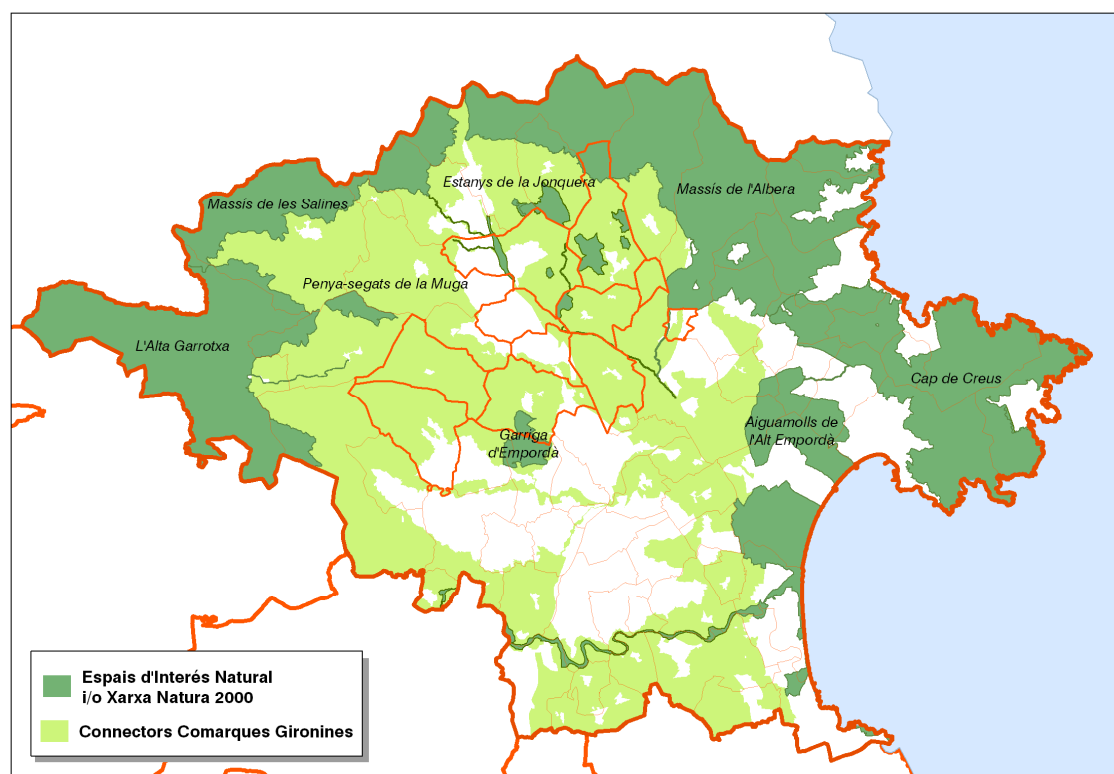 Estanys de la Jonquera
Massís de l'Albera
Massís de les Salines
Penya-segats de la Muga
L'Alta Garrotxa
Cap de Creus
Aiguamolls de
l'Alt Empordà
Garriga
d'Empordà
Espais d'Interés Natural
i/o Xarxa Natura 2000
Connectors Comarques Gironines